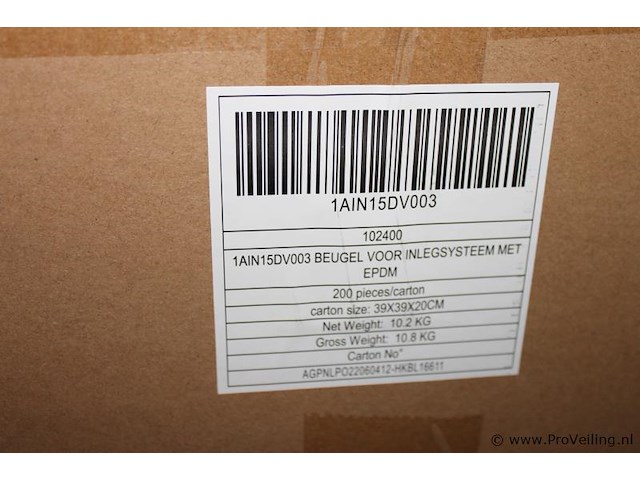 1AIN15DV003
102400
1AIN15DV003 BEUGEL VOOR INLEGSYSTEEM MET
EPDM
200 pieces/carton
carton size: 39X39X20CM
Net Weight: 10.2 KG
Gross Weight: 10.8 KG
Carton No"
AGPNLPO22060412-HKBL16611
© www.ProVeiling.nl